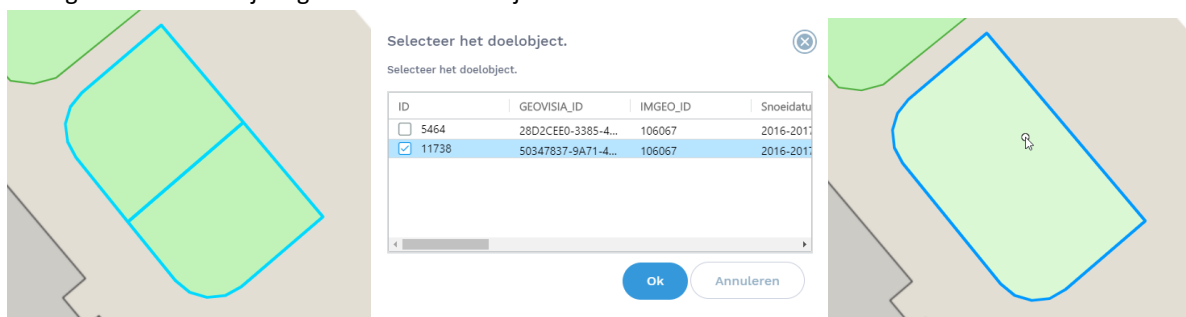 Selecteer het doelobject.
Selecteer het doelobject.
ID GEOVISIA_ID IMGEO_ID Snoeidatu
5464 28D2CEE0-3385-4... 106067 2016-2017
11738 50347837-9A71-4... 106067 2016-2017
Ok Annuleren